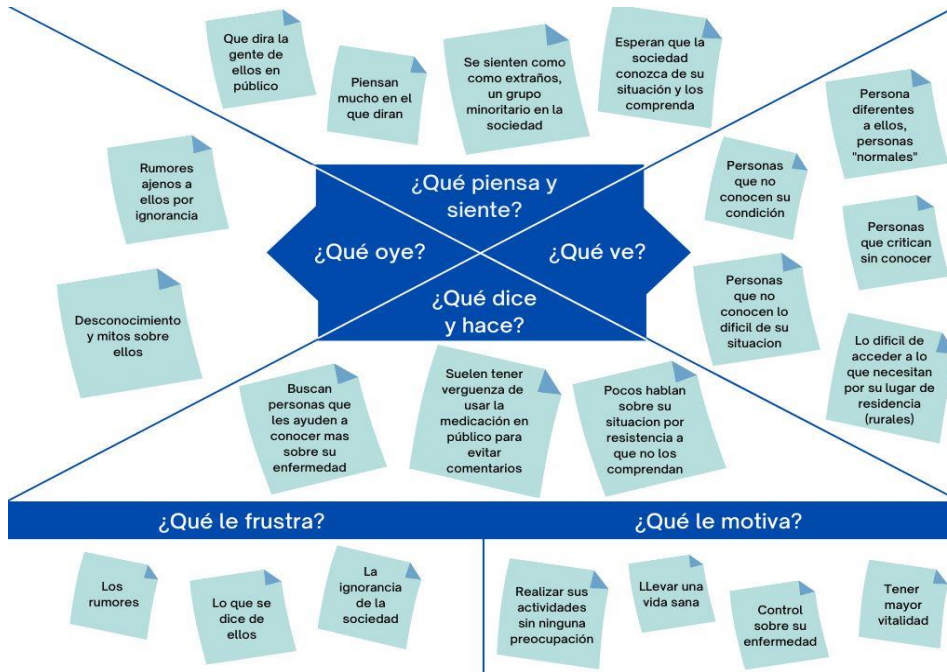 Que dira la
gente de
ellos en
público
Piensan
mucho en el
que diran
Se sienten como
como extraños,
un grupo
minoritario en la
sociedad
Esperan que la
sociedad
conozca de su
situación y los
comprenda
Persona
diferentes
a ellos,
personas
"normales"
Rumores
ajenos a
ellos por
ignorancia
¿Qué piensa y
siente?
Personas
que no
conocen su
condición
Personas
que critican
sin conocer
¿Qué oye?
¿Qué ve?
Desconocimiento
y mitos sobre
ellos
¿Qué dice
y hace?
Personas
que no
conocen lo
dificil de su
situacion
Lo dificil de
acceder a lo
que necesitan
por su lugar de
residencia
(rurales)
Buscan
personas que
les ayuden a
conocer mas
sobre su
enfermedad
Suelen tener
verguenza de
usar la
medicación en
público para
evitar
comentarios
Pocos hablan
sobre su
situacion por
resistencia a
que no los
comprendan
¿Qué le frustra?
¿Qué le motiva?
Los
rumores
Lo que se
dice de
ellos
La
ignorancia
de la
sociedad
Realizar sus
actividades
sin ninguna
preocupación
LLevar una
vida sana
Control
sobre su
enfermedad
Tener
mayor
vitalidad